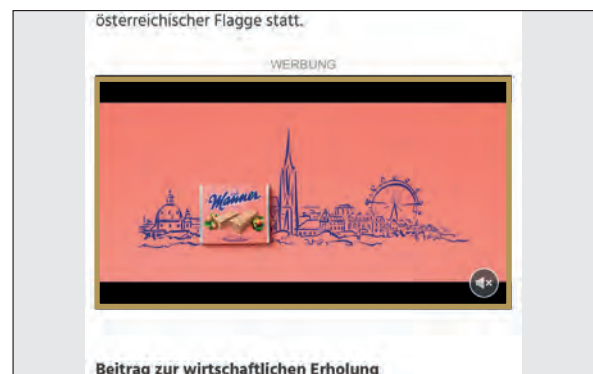 österreichischer Flagge statt.
WERBUNG
Manner
Beitrag zur wirtschaftlichen Erholung